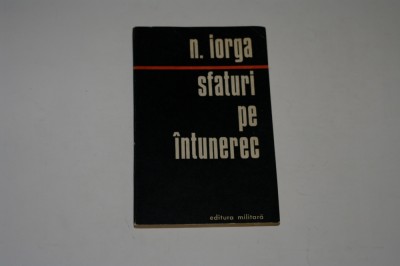 n. iorga
sfaturi
pe
întunerec
editura militară